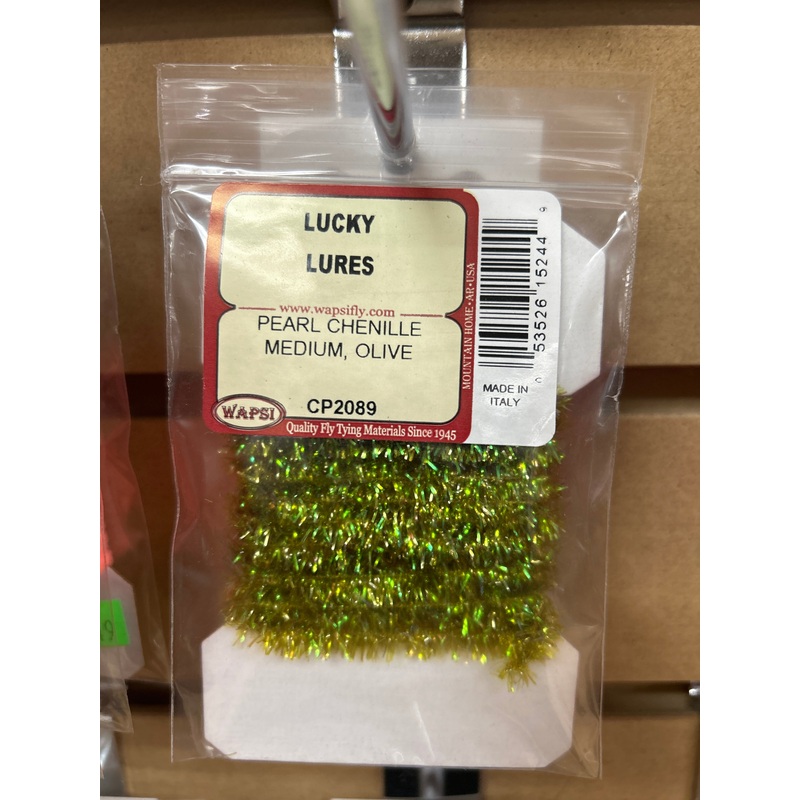 LUCKY
LURES
www.wapsifly.com
PEARL CHENILLE
MEDIUM, OLIVE
CP2089
WAPSI
Quality Fly Tying Materials Since 1945
MOUNTAIN HOME • AR • USA
53526 15244
9
C
MADE IN
ITALY